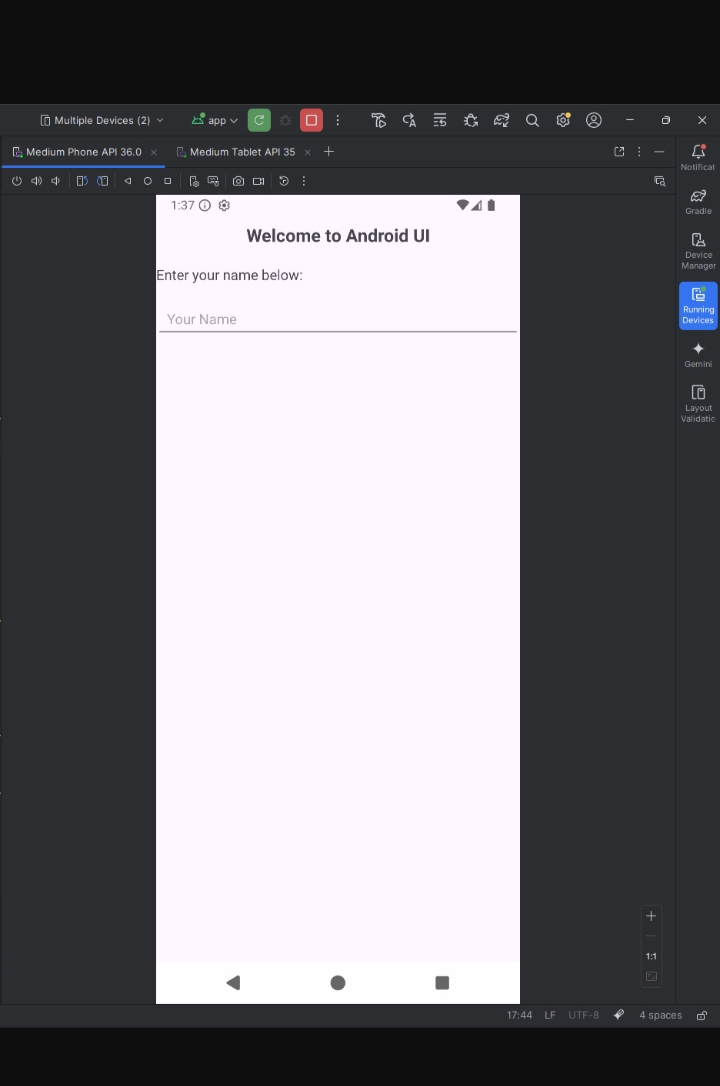 Multiple Devices (2) app
Medium Phone API 36.0 Medium Tablet API 35
1:37
Welcome to Android UI
Enter your name below:
Your Name
Notificat
Gradle
Device
Manager
Running
Devices
Gemini
Layout
Validatic
1:1
17:44 LF UTF-8 4 spaces